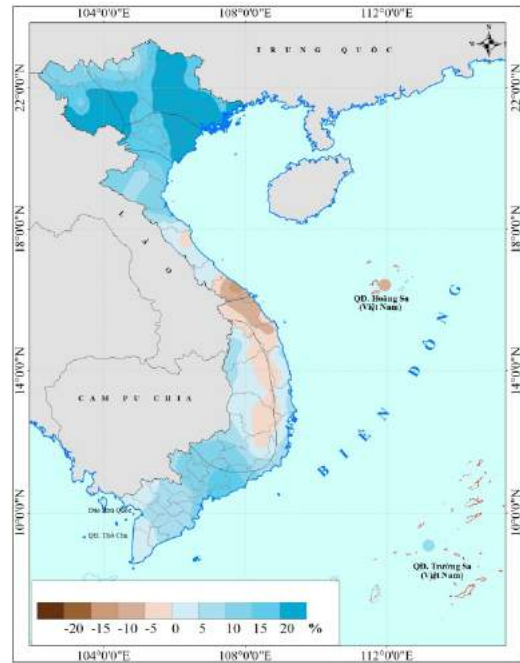 104°0'0"E 108°0'0"E 112°0'0"E
N
W E
S
TRUNG QUỐC
22°0'0"N 22°0'0"N
18°0'0"N 18°0'0"N
LÀO
QĐ. Hoàng Sa
(Việt Nam)
14°0'0"N 14°0'0"N
CAM PU CHIA
BIỂN ĐÔNG
10°0'0"N 10°0'0"N
Đảo Phú Quốc
QĐ. Thổ Chu
QĐ. Trường Sa
(Việt Nam)
-20 -15 -10 -5 0 5 10 15 20 %
104°0'0"E 108°0'0"E 112°0'0"E